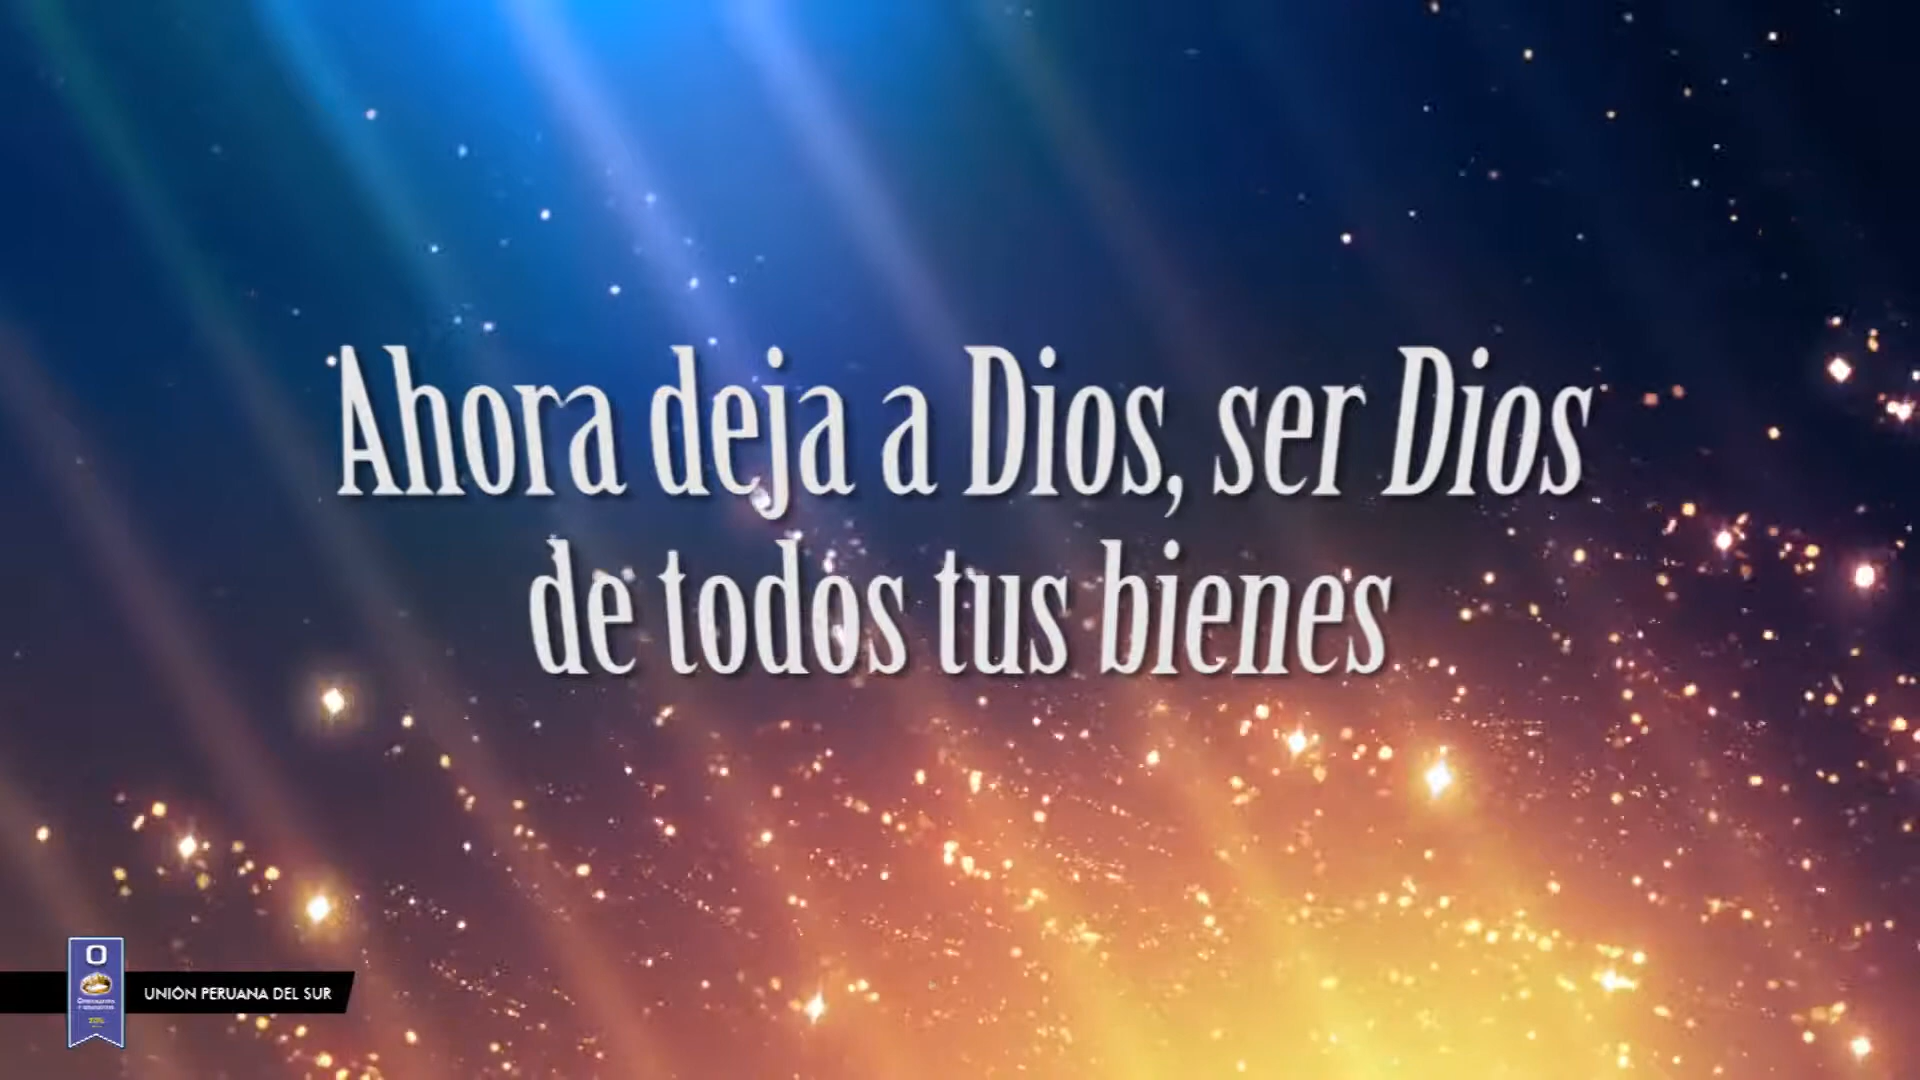 Ahora deja a Dios, ser Dios
de todos tus bienes
UNIÓN PERUANA DEL SUR